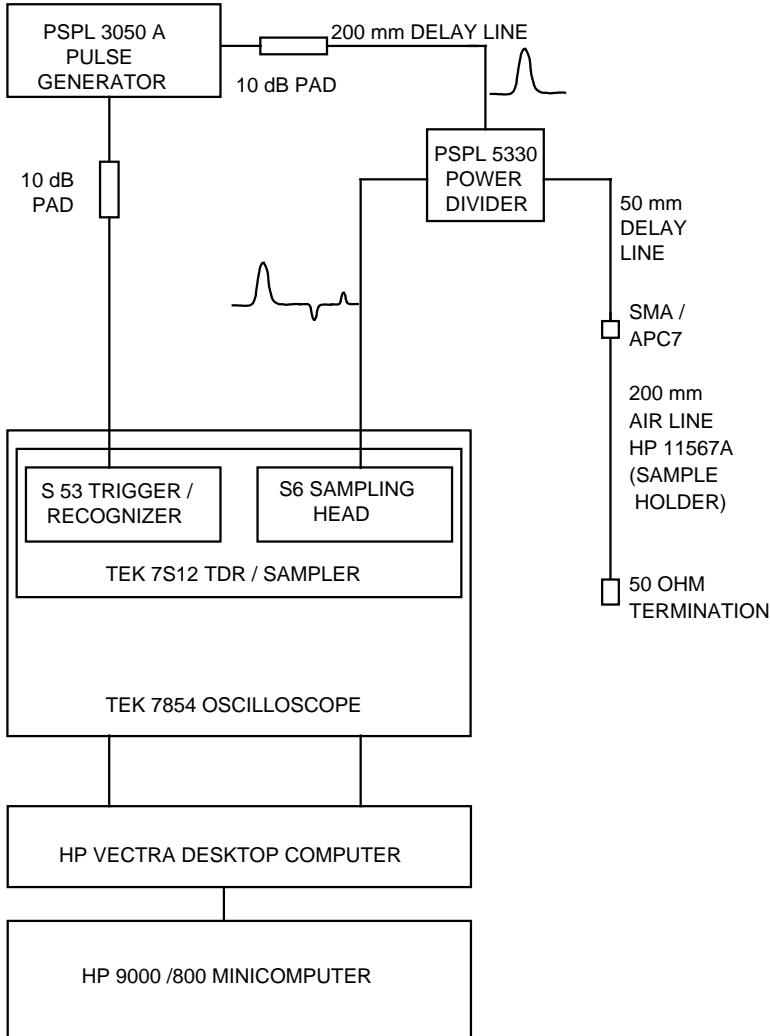 PSPL 3050 A
PULSE
GENERATOR
200 mm DELAY LINE
10 dB PAD
10 dB
PAD
PSPL 5330
POWER
DIVIDER
50 mm
DELAY
LINE
SMA /
APC7
200 mm
AIR LINE
HP 11567A
(SAMPLE
HOLDER)
S 53 TRIGGER /
RECOGNIZER
S6 SAMPLING
HEAD
TEK 7S12 TDR / SAMPLER
50 OHM
TERMINATION
TEK 7854 OSCILLOSCOPE
HP VECTRA DESKTOP COMPUTER
HP 9000 /800 MINICOMPUTER